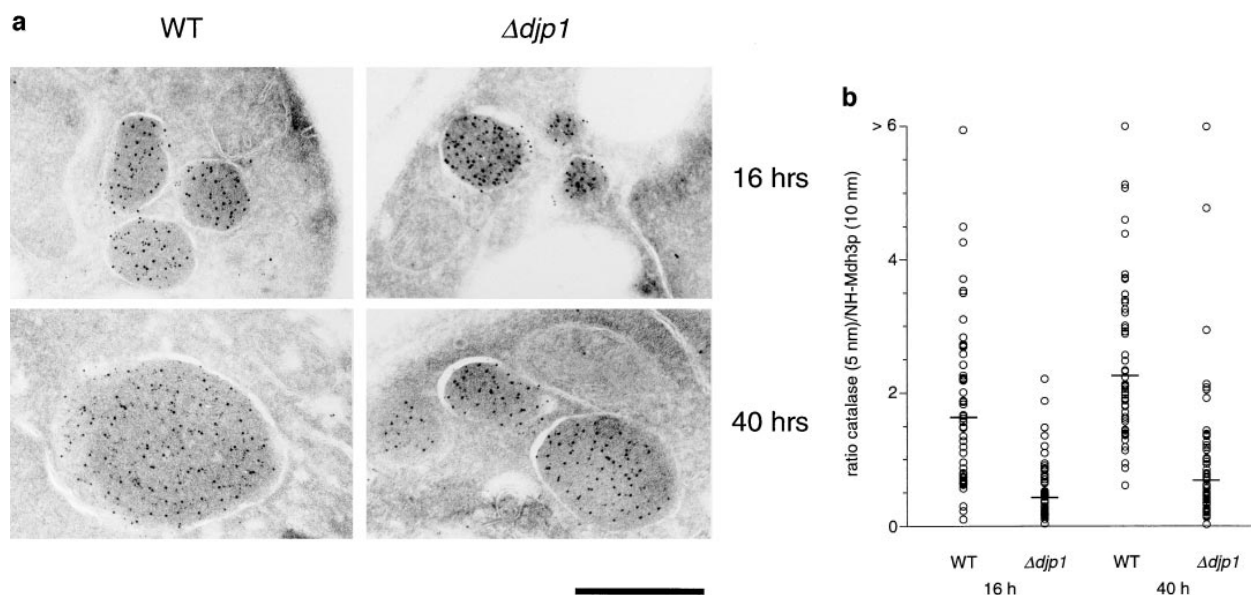 a
WT Δdjp1
16 hrs
40 hrs
b
> 6
4
2
0
ratio catalase (5 nm)/NH-Mdh3p (10 nm)
WT Δdjp1 WT Δdjp1
16 h 40 h